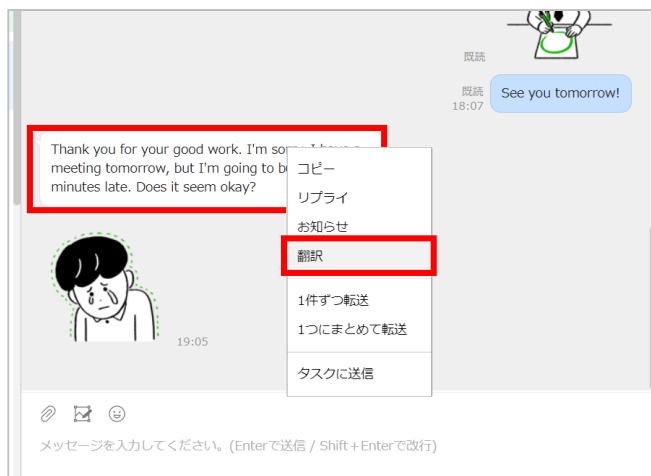 既読
既読
18:07
See you tomorrow!
Thank you for your good work. I'm
meeting tomorrow, but I'm going to
minutes late. Does it seem okay?
コピー
リプライ
お知らせ
翻訳
1件ずつ転送
1つにまとめて転送
タスクに送信
19:05
メッセージを入力してください。(Enterで送信 / Shift+Enterで改行)